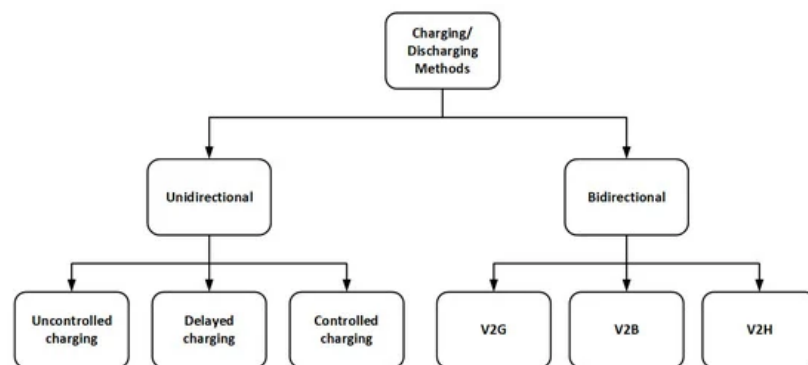 Charging/
Discharging
Methods
Unidirectional
Bidirectional
Uncontrolled
charging
Delayed
charging
Controlled
charging
V2G
V2B
V2H